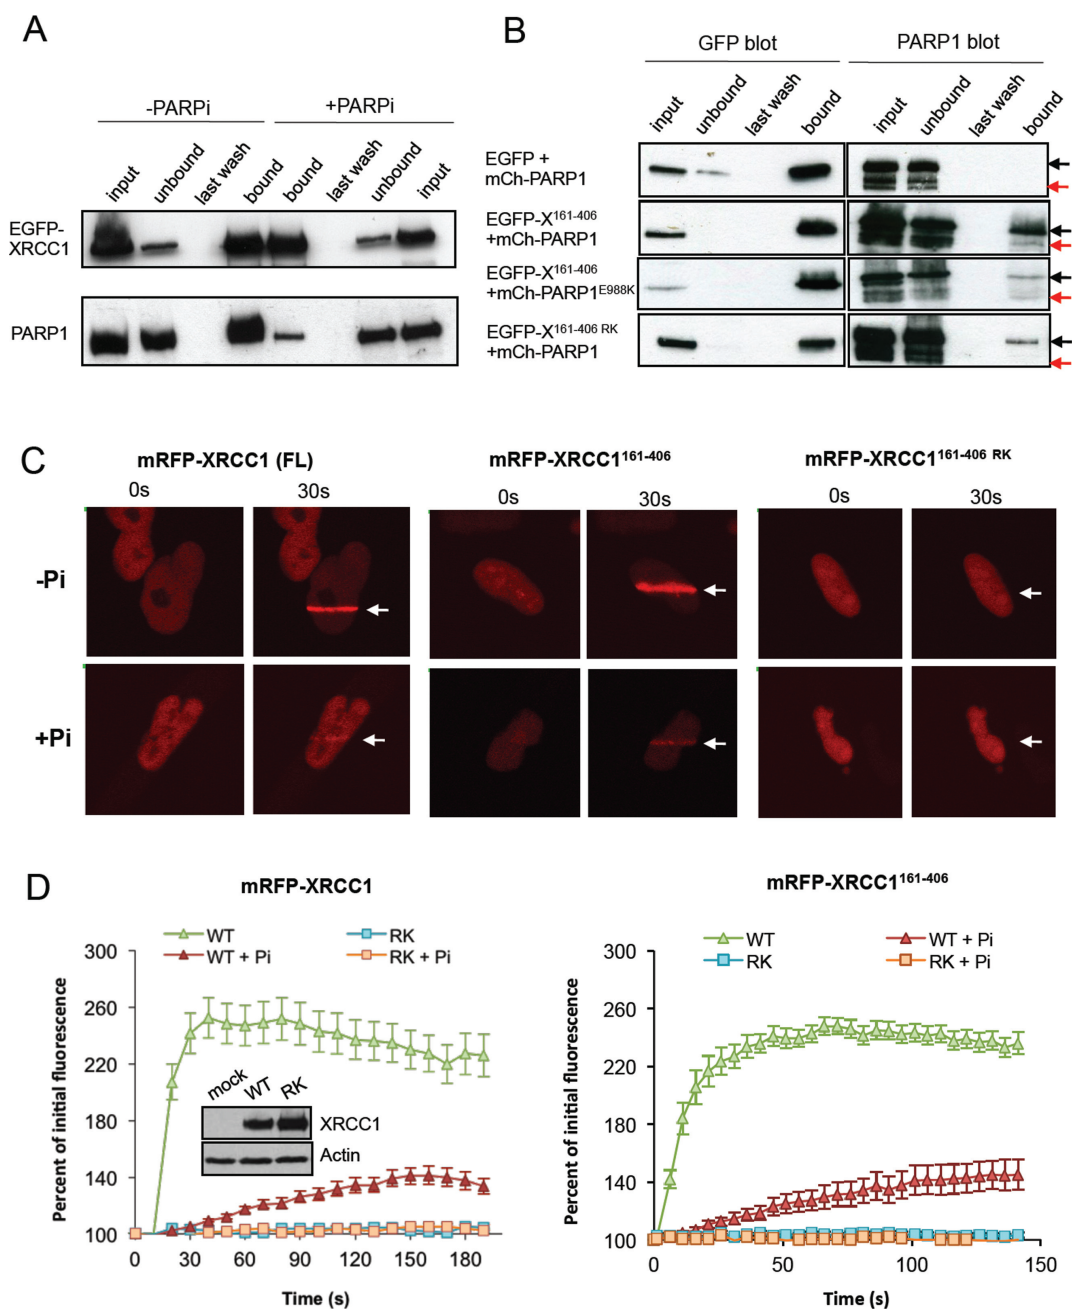 A
-PARPi +PARPi
input unbound last wash bound bound last wash unbound input
EGFP-
XRCC1
PARP1
B
GFP blot PARP1 blot
input unbound last wash bound input unbound last wash bound
EGFP +
mCh-PARP1
EGFP-X161-406
+mCh-PARP1
EGFP-X161-406
+mCh-PARP1E988K
EGFP-X161-406 RK
+mCh-PARP1
C
mRFP-XRCC1 (FL) mRFP-XRCC1161-406 mRFP-XRCC1161-406 RK
0s 30s 0s 30s 0s 30s
-Pi
+Pi
D
mRFP-XRCC1
WT RK
WT + Pi RK + Pi
Percent of initial fluorescence
300
260
220
180
140
100
mock WT RK
XRCC1
Actin
0 30 60 90 120 150 180
Time (s)
mRFP-XRCC1161-406
WT WT + Pi
RK RK + Pi
Percent of initial fluorescence
300
260
220
180
140
100
0 50 100 150
Time (s)